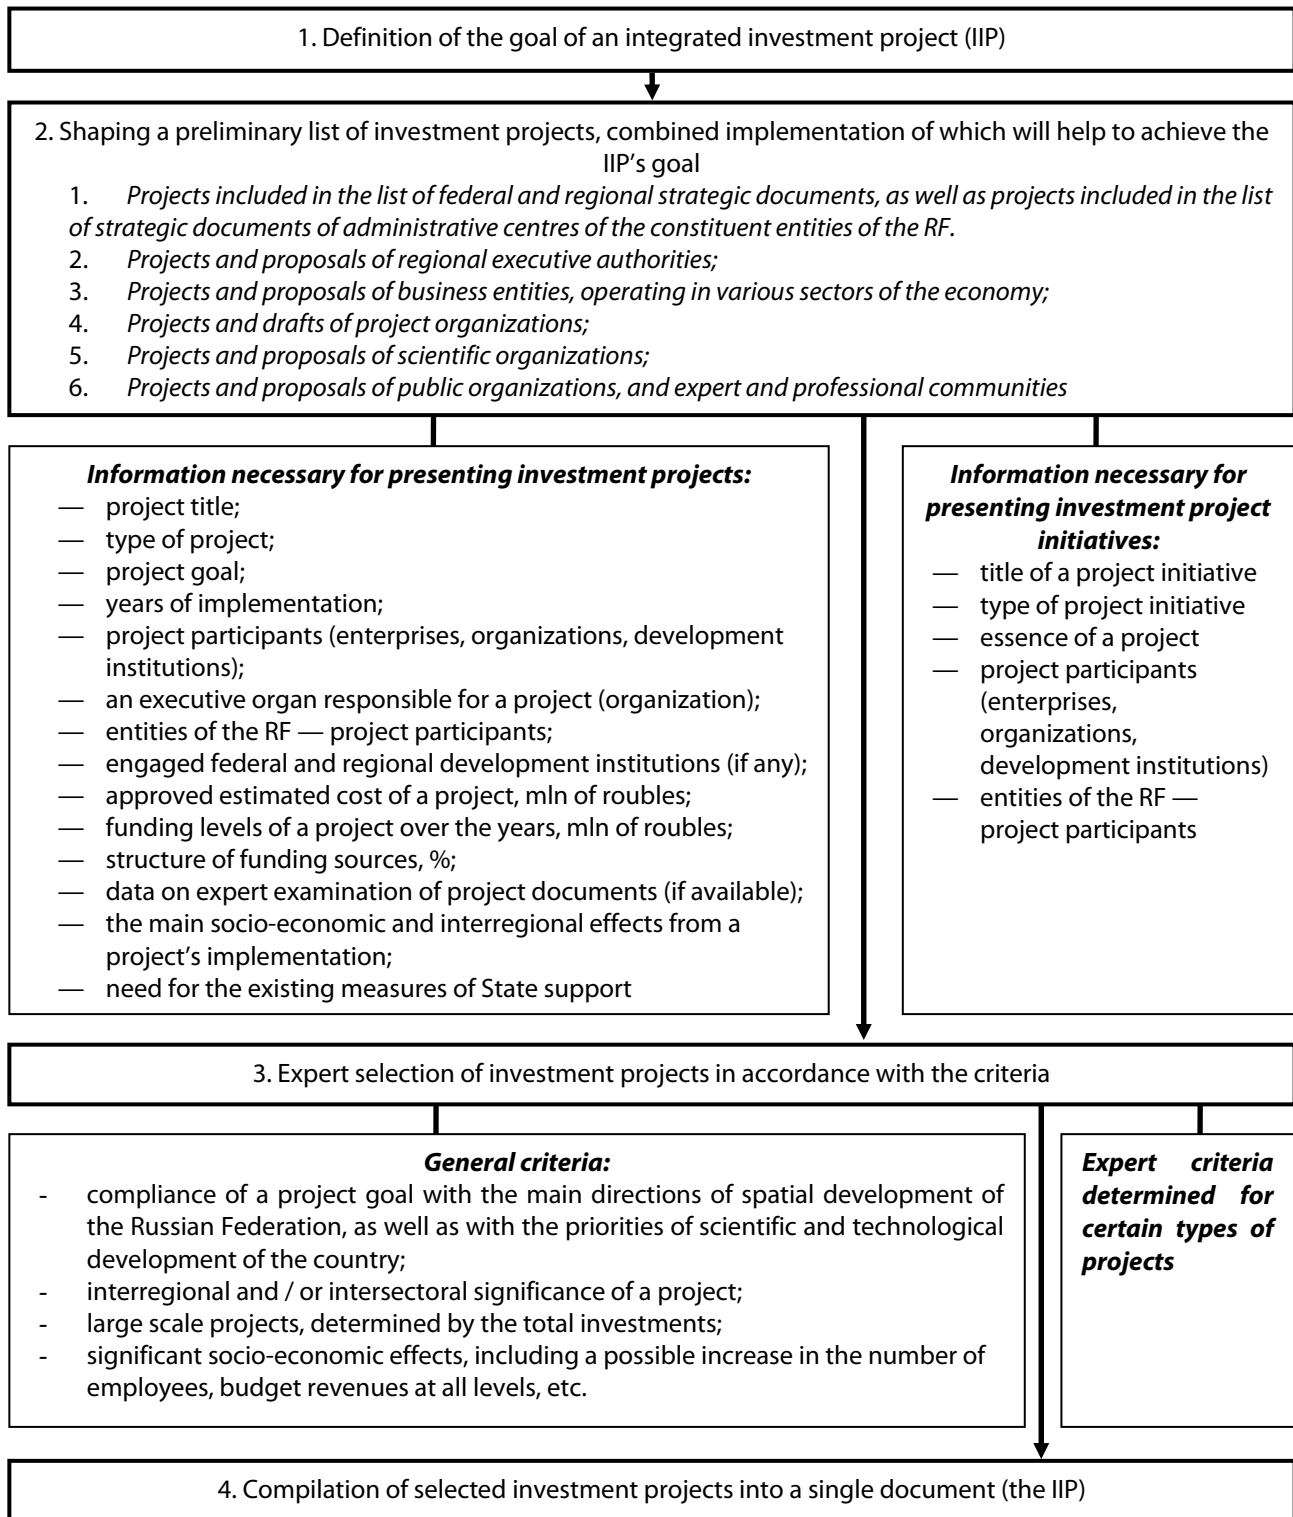 1. Definition of the goal of an integrated investment project (IIP)
2. Shaping a preliminary list of investment projects, combined implementation of which will help to achieve the
IIP's goal
1. Projects included in the list of federal and regional strategic documents, as well as projects included in the list
of strategic documents of administrative centres of the constituent entities of the RF.
2. Projects and proposals of regional executive authorities;
3. Projects and proposals of business entities, operating in various sectors of the economy;
4. Projects and drafts of project organizations;
5. Projects and proposals of scientific organizations;
6. Projects and proposals of public organizations, and expert and professional communities
Information necessary for presenting investment projects:
— project title;
— type of project;
— project goal;
— years of implementation;
— project participants (enterprises, organizations, development
institutions);
— an executive organ responsible for a project (organization);
— entities of the RF — project participants;
— engaged federal and regional development institutions (if any);
— approved estimated cost of a project, mln of roubles;
— funding levels of a project over the years, mln of roubles;
— structure of funding sources, %;
— data on expert examination of project documents (if available);
— the main socio-economic and interregional effects from a
project's implementation;
— need for the existing measures of State support
Information necessary for
presenting investment project
initiatives:
— title of a project initiative
— type of project initiative
— essence of a project
— project participants
(enterprises,
organizations,
development institutions)
— entities of the RF —
project participants
3. Expert selection of investment projects in accordance with the criteria
General criteria:
- compliance of a project goal with the main directions of spatial development of
the Russian Federation, as well as with the priorities of scientific and technological
development of the country;
- interregional and / or intersectoral significance of a project;
- large scale projects, determined by the total investments;
- significant socio-economic effects, including a possible increase in the number of
employees, budget revenues at all levels, etc.
Expert criteria
determined for
certain types of
projects
4. Compilation of selected investment projects into a single document (the IIP)